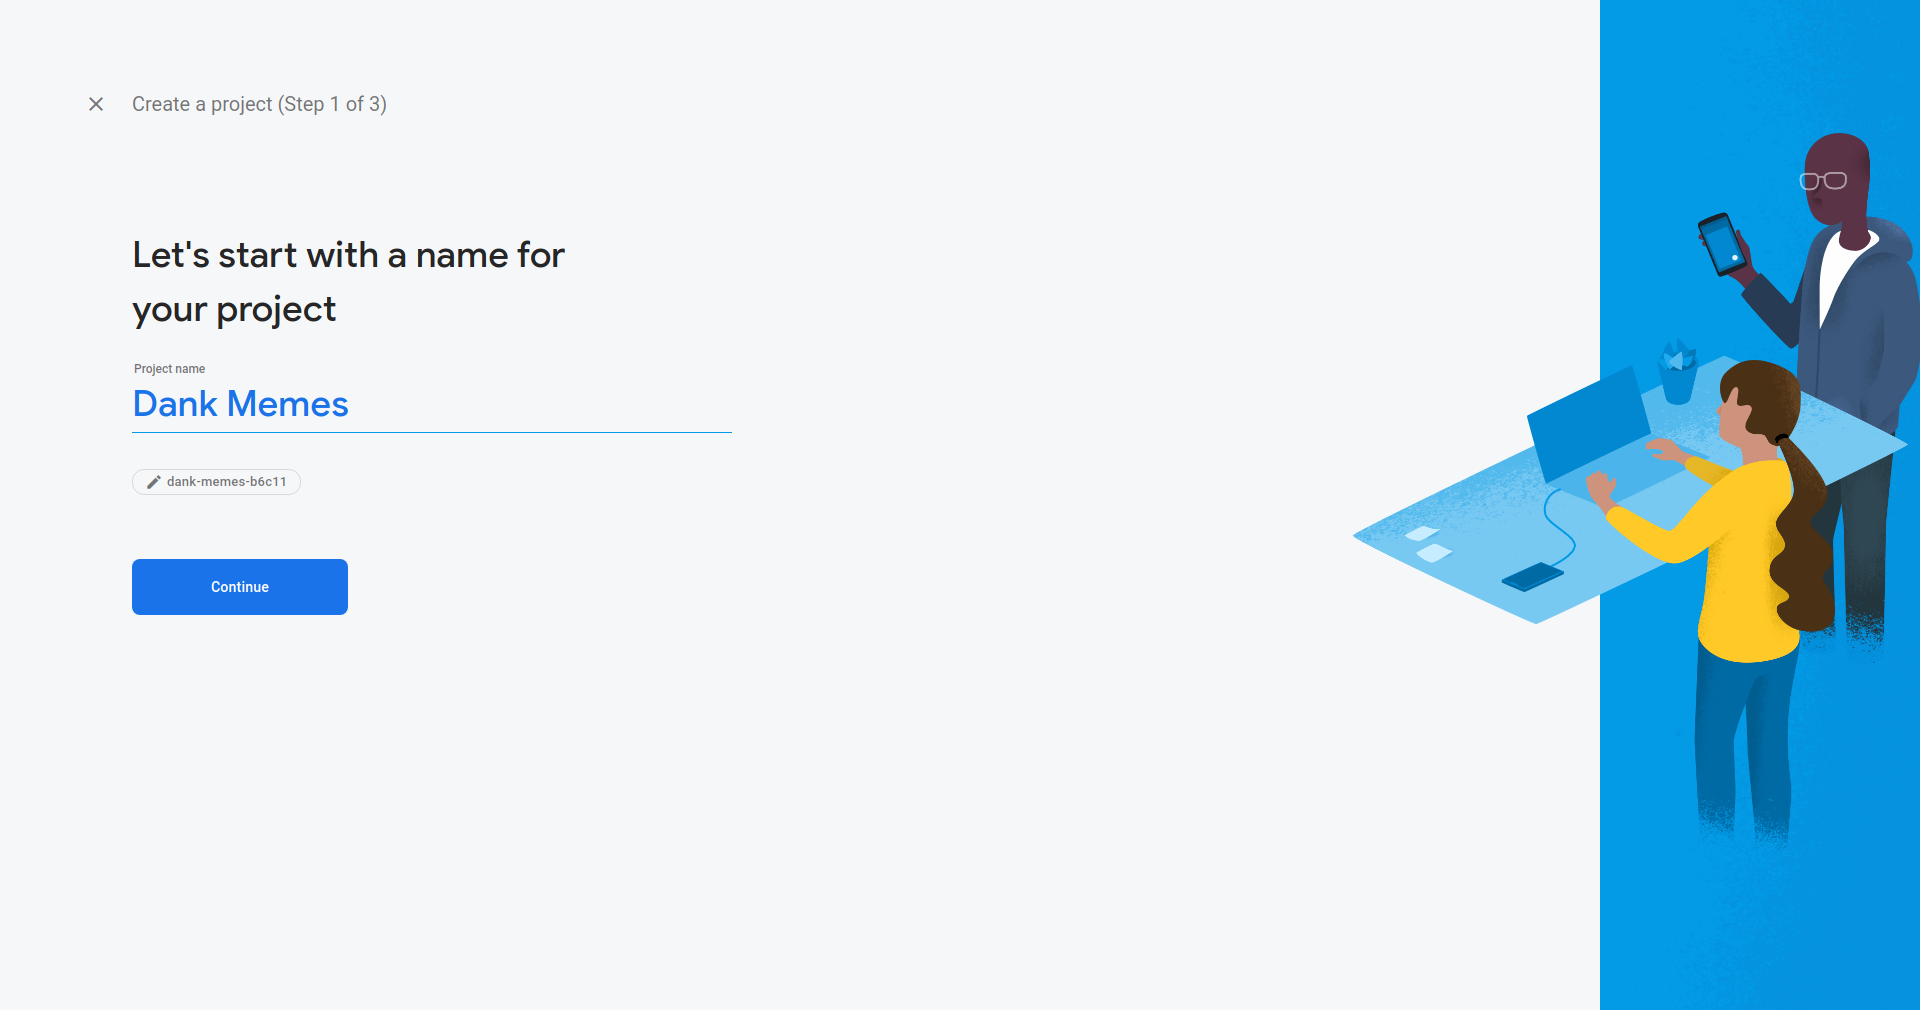 Create a project (Step 1 of 3)
Let's start with a name for
your project
Project name
Dank Memes
dank-memes-b6c11
Continue